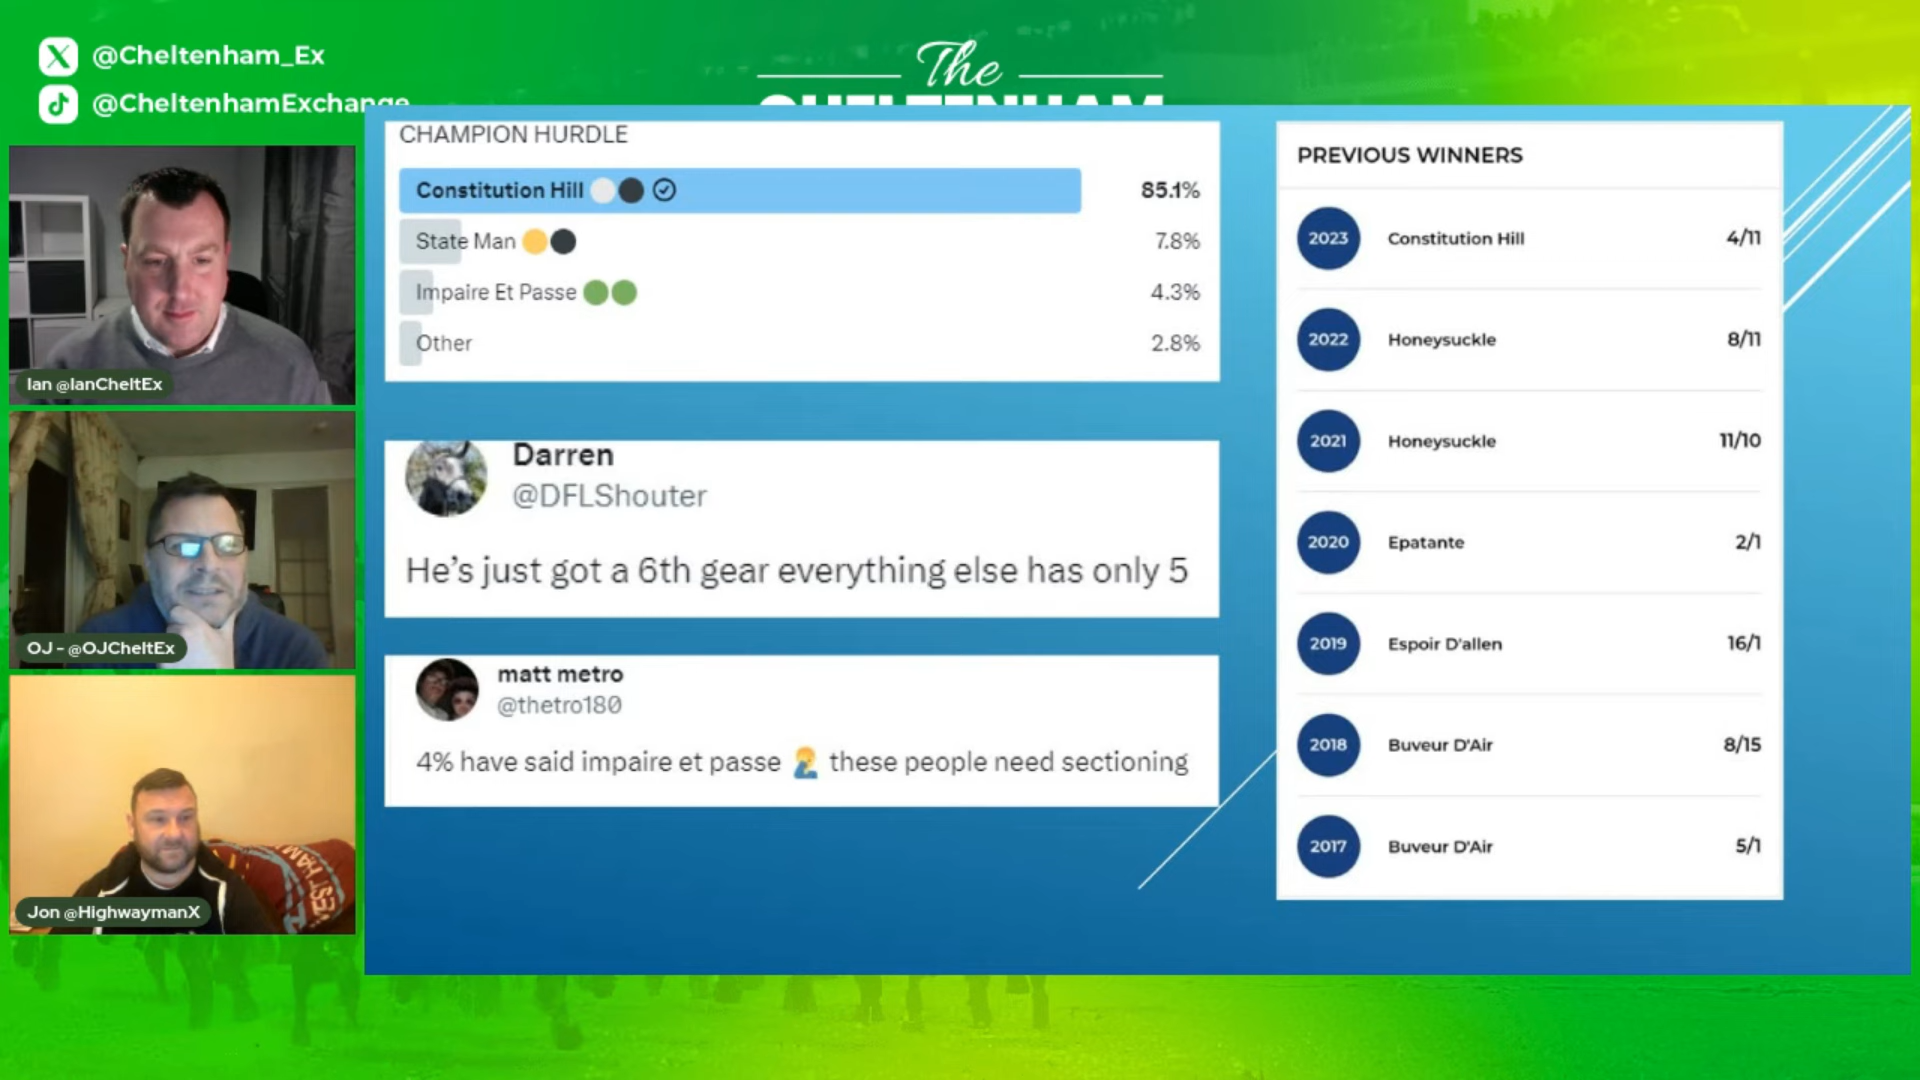 @Cheltenham_Ex
@CheltenhamExchange
The
CHELTENHAM
Ian @IanCheltEx
OJ - @OJCheltEx
Jon @HighwaymanX
WEST HAM
CHAMPION HURDLE
Constitution Hill 85.1%
State Man 7.8%
Impaire Et Passe 4.3%
Other 2.8%
Darren
@DFLShouter
He’s just got a 6th gear everything else has only 5
matt metro
@thetro180
4% have said impaire et passe 🤦 these people need sectioning
PREVIOUS WINNERS
2023 Constitution Hill 4/11
2022 Honeysuckle 8/11
2021 Honeysuckle 11/10
2020 Epatante 2/1
2019 Espoir D'allen 16/1
2018 Buveur D'Air 8/15
2017 Buveur D'Air 5/1